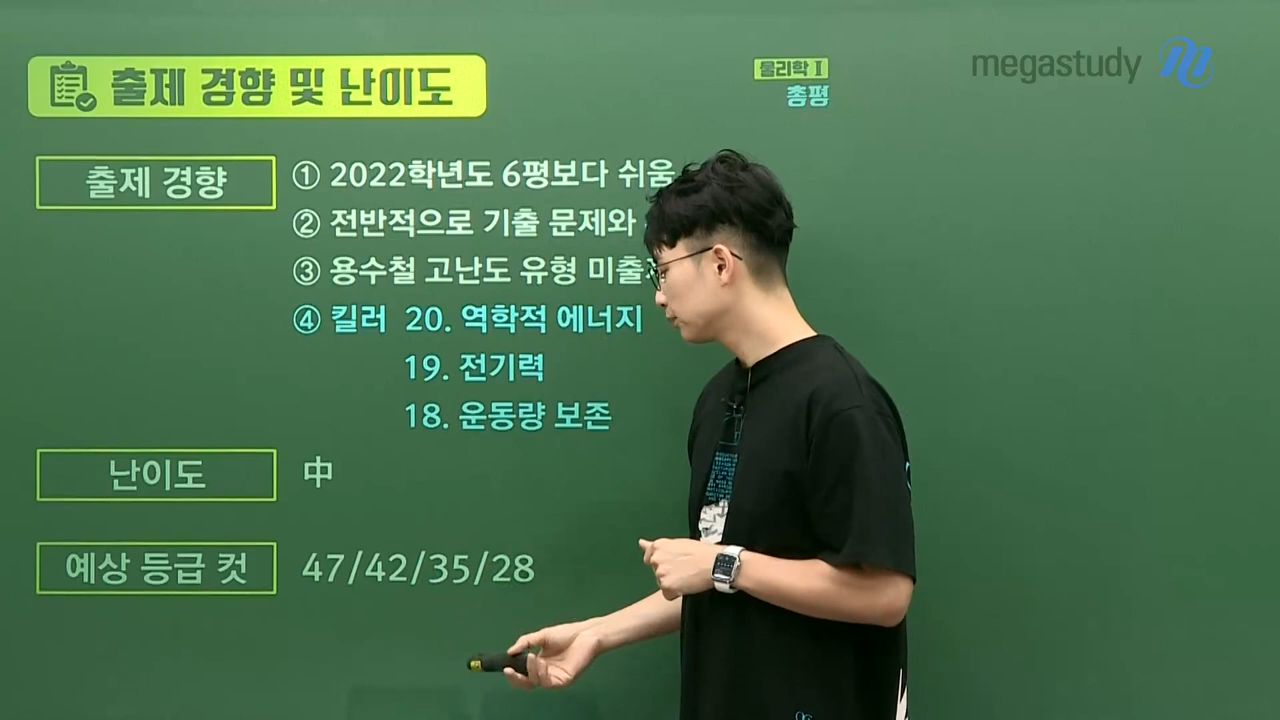 출제 경향 및 난이도
물리학 I
총평
megastudy
출제 경향
① 2022학년도 6평보다 쉬움
② 전반적으로 기출 문제와
③ 용수철 고난도 유형 미출
④ 킬러 20. 역학적 에너지
19. 전기력
18. 운동량 보존
난이도
中
예상 등급 컷
47/42/35/28